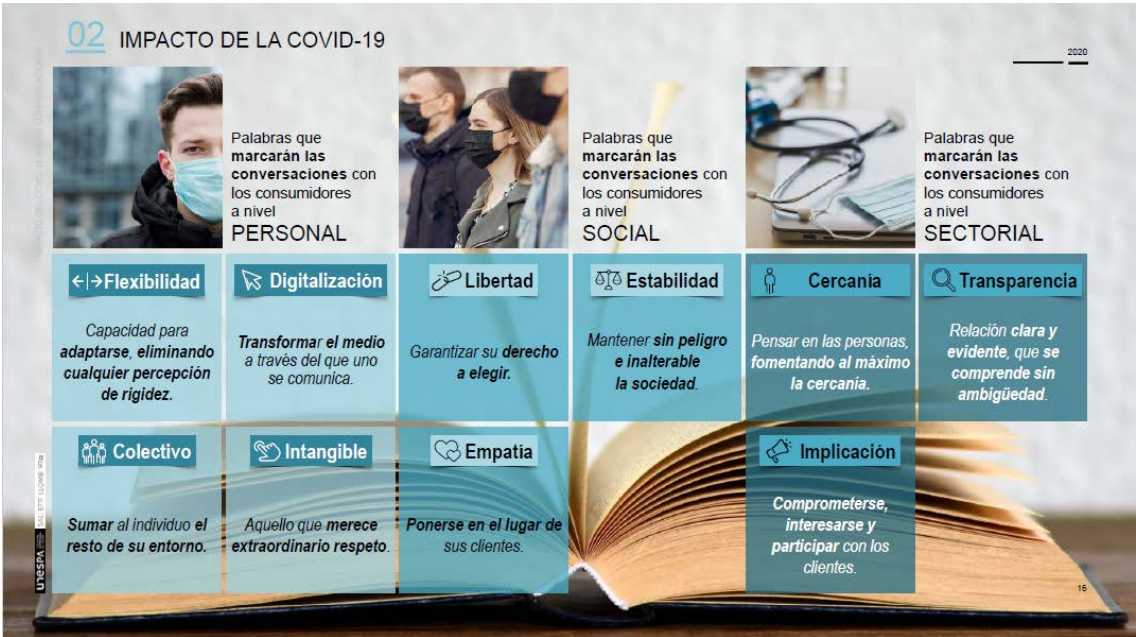 02 IMPACTO DE LA COVID-19
2020
Palabras que
marcarán las
conversaciones con
los consumidores
a nivel
PERSONAL
Palabras que
marcarán las
conversaciones con
los consumidores
a nivel
SOCIAL
Palabras que
marcarán las
conversaciones con
los consumidores
a nivel
SECTORIAL
Flexibilidad
Capacidad para
adaptarse, eliminando
cualquier percepción
de rigidez.
Digitalización
Transformar el medio
a través del que uno
se comunica.
Libertad
Garantizar su derecho
a elegir.
Estabilidad
Mantener sin peligro
e inalterable
la sociedad.
Cercanía
Pensar en las personas,
fomentando al máximo
la cercanía.
Transparencia
Relación clara y
evidente, que se
comprende sin
ambigüedad.
Colectivo
Sumar al individuo el
resto de su entorno.
Intangible
Aquello que merece
extraordinario respeto.
Empatía
Ponerse en el lugar de
sus clientes.
Implicación
Comprometerse,
interesarse y
participar con los
clientes.
unespa
16